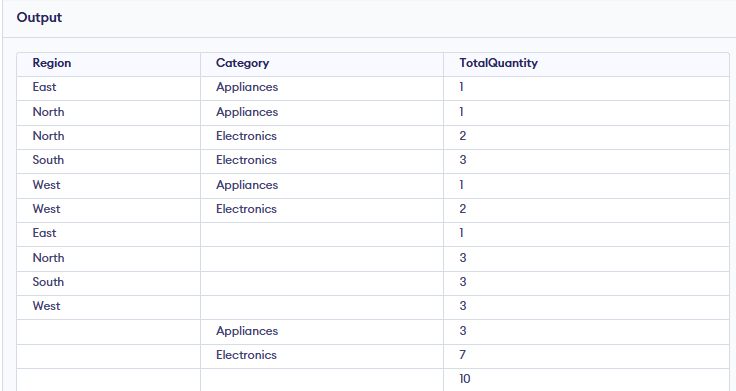 Output
Region Category TotalQuantity
East Appliances 1
North Appliances 1
North Electronics 2
South Electronics 3
West Appliances 1
West Electronics 2
East 1
North 3
South 3
West 3
Appliances 3
Electronics 7
10